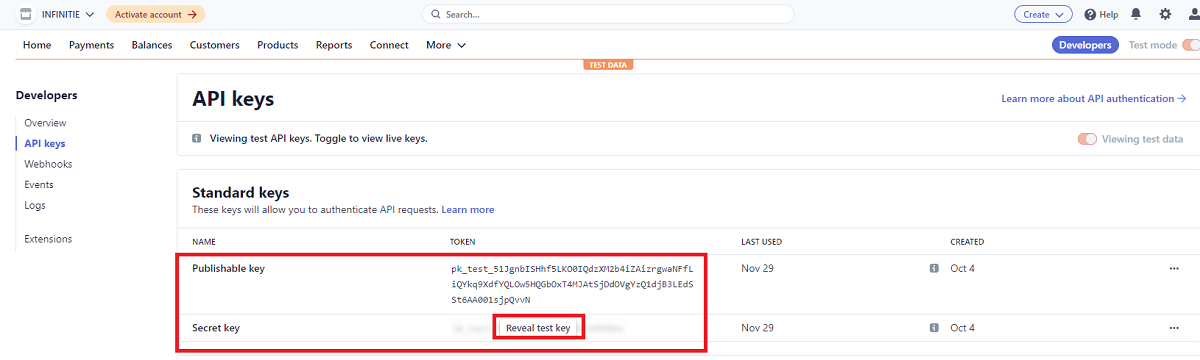 INFINITIE
Activate account →
Search...
Create
Help
Home Payments Balances Customers Products Reports Connect More
Developers
Test mode
TEST DATA
Developers
Overview
API keys
Webhooks
Events
Logs
Extensions
API keys
Learn more about API authentication →
Viewing test API keys. Toggle to view live keys.
Viewing test data
Standard keys
These keys will allow you to authenticate API requests. Learn more
NAME TOKEN LAST USED CREATED
Publishable key
pk_test_51JgnbISHhf5LKO0IQdzXM2b4iZAizrgwaNFfL
iQYkq9XdfYQLOw5HQGbOxT4MJAtSjDdOVgYzQ1djB3LEdS
St6AA001sjpQvvN
Nov 29
Oct 4
Secret key
Reveal test key
Nov 29
Oct 4